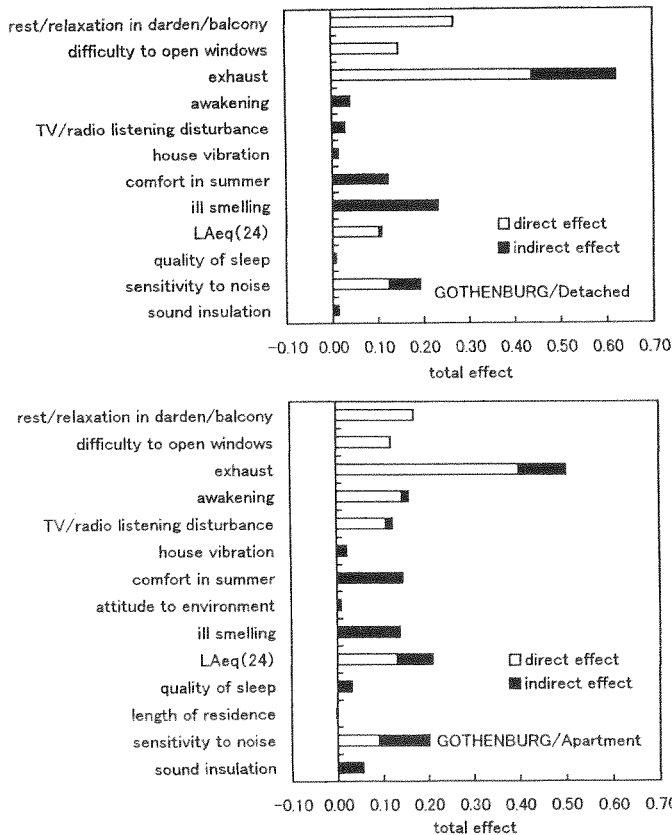 rest/relaxation in darden/balcony
difficulty to open windows
exhaust
awakening
TV/radio listening disturbance
house vibration
comfort in summer
ill smelling
LAeq(24)
quality of sleep
sensitivity to noise
sound insulation
direct effect
indirect effect
GOTHENBURG/Detached
-0.10 0.00 0.10 0.20 0.30 0.40 0.50 0.60 0.70
total effect
rest/relaxation in darden/balcony
difficulty to open windows
exhaust
awakening
TV/radio listening disturbance
house vibration
comfort in summer
attitude to environment
ill smelling
LAeq(24)
quality of sleep
length of residence
sensitivity to noise
sound insulation
direct effect
indirect effect
GOTHENBURG/Apartment
-0.10 0.00 0.10 0.20 0.30 0.40 0.50 0.60 0.70
total effect